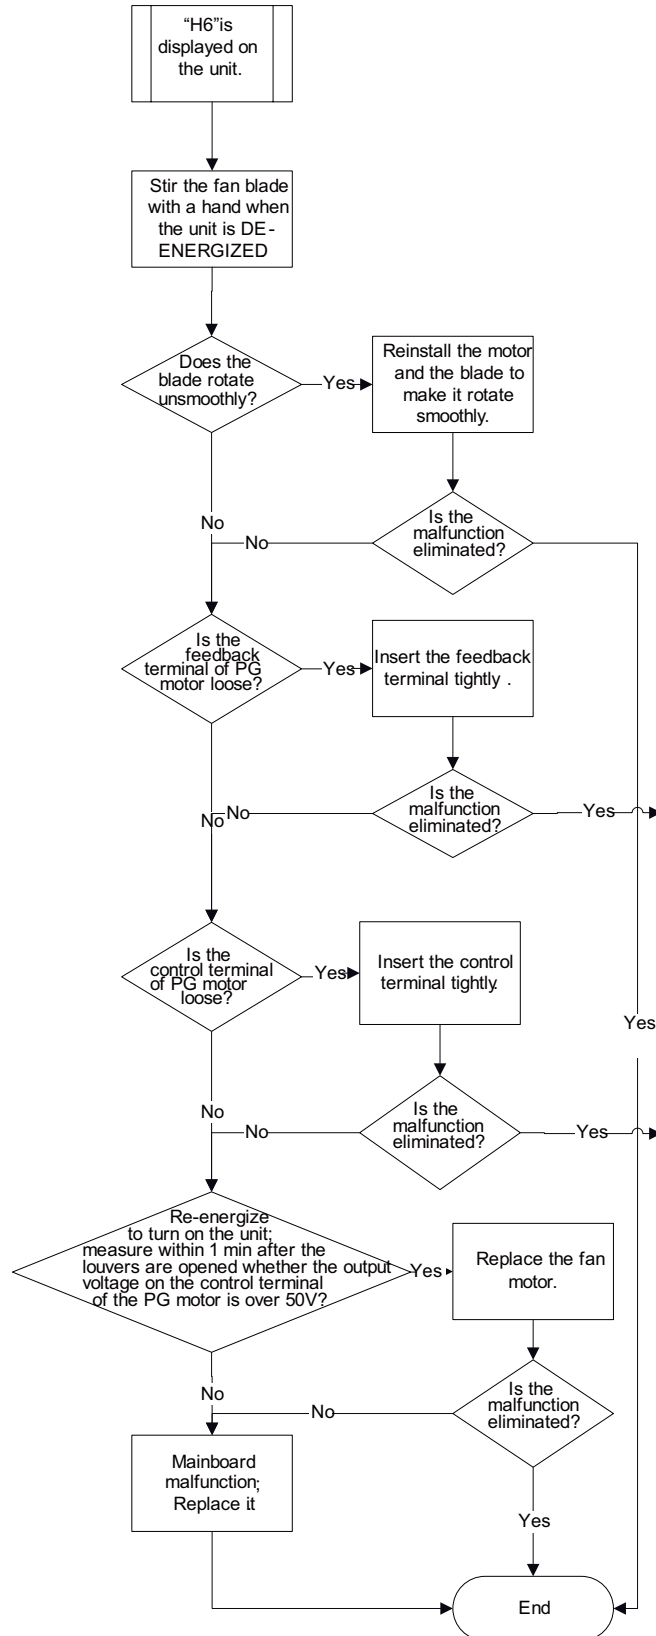 “H6”is
displayed on
the unit.
Stir the fan blade
with a hand when
the unit is DE-
ENERGIZED
Does the
blade rotate
unsmoothly?
Yes
Reinstall the motor
and the blade to
make it rotate
smoothly.
No
Is the
malfunction
eliminated?
No
Is the
feedback
terminal of PG
motor loose?
Yes
Insert the feedback
terminal tightly .
Is the
malfunction
eliminated?
No
No
Yes
Is the
control terminal
of PG motor
loose?
Yes
Insert the control
terminal tightly.
Yes
No
Is the
malfunction
eliminated?
No
Yes
Re-energize
to turn on the unit;
measure within 1 min after the
louvers are opened whether the output
voltage on the control terminal
of the PG motor is over 50V?
Yes
Replace the fan
motor.
No
Is the
malfunction
eliminated?
No
Mainboard
malfunction;
Replace it
Yes
End